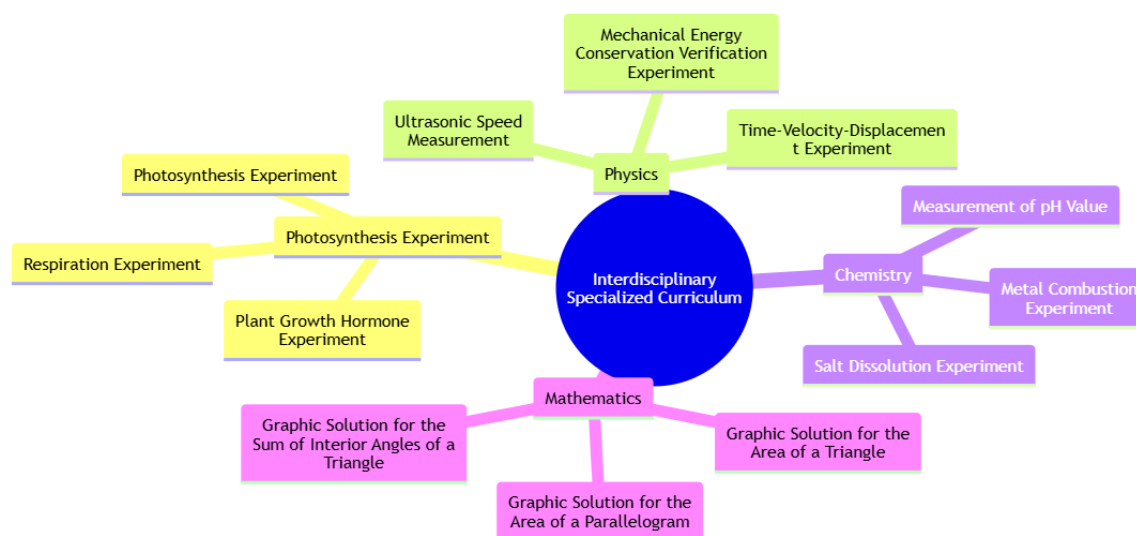 Mechanical Energy
Conservation Verification
Experiment
Ultrasonic Speed
Measurement
Time-Velocity-Displacemen
t Experiment
Physics
Photosynthesis Experiment
Photosynthesis Experiment
Respiration Experiment
Plant Growth Hormone
Experiment
Interdisciplinary
Specialized Curriculum
Measurement of pH Value
Chemistry
Metal Combustion
Experiment
Salt Dissolution Experiment
Mathematics
Graphic Solution for the
Sum of Interior Angles of a
Triangle
Graphic Solution for the
Area of a Triangle
Graphic Solution for the
Area of a Parallelogram